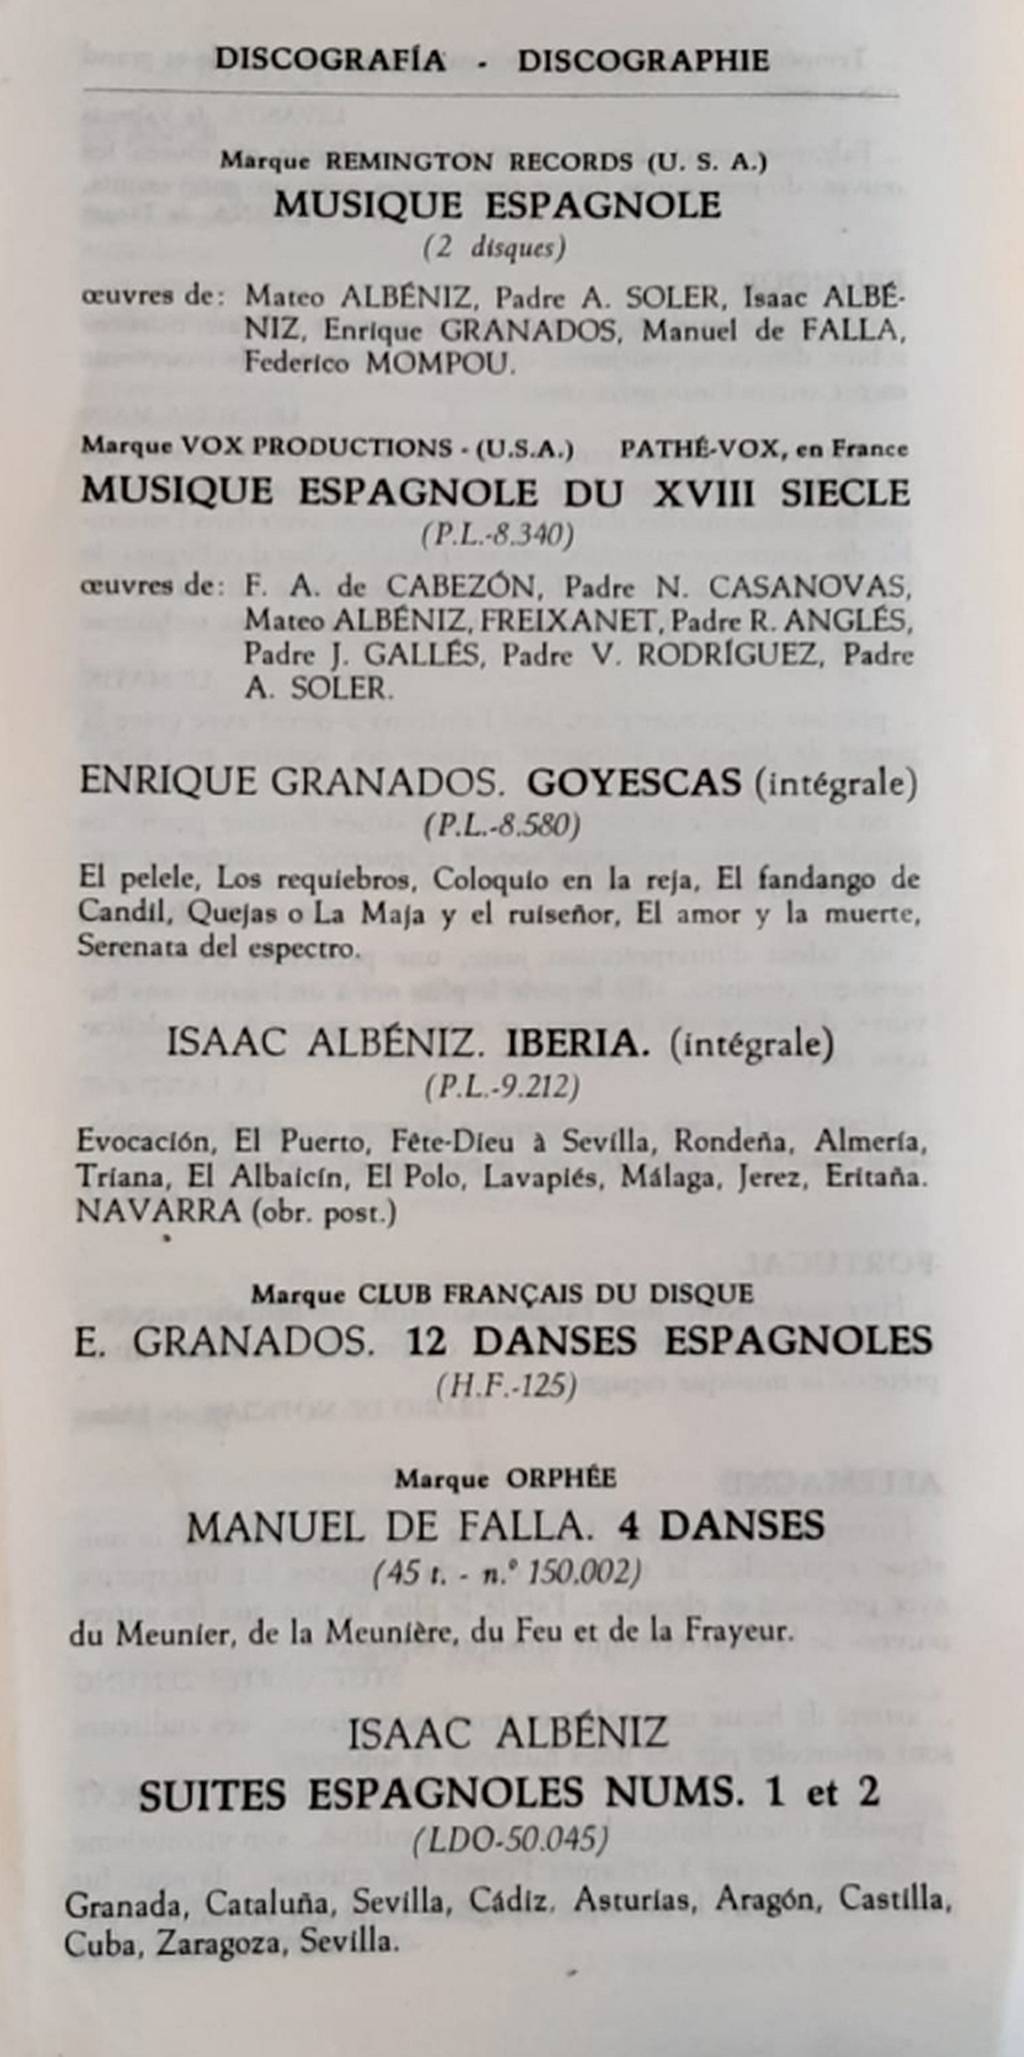 DISCOGRAFÍA - DISCOGRAPHIE
Marque REMINGTON RECORDS (U. S. A.)
MUSIQUE ESPAGNOLE
(2 disques)
œuvres de: Mateo ALBÉNIZ, Padre A. SOLER, Isaac ALBÉ-
NIZ, Enrique GRANADOS, Manuel de FALLA,
Federico MOMPOU.
Marque VOX PRODUCTIONS - (U.S.A.) PATHÉ-VOX, en France
MUSIQUE ESPAGNOLE DU XVIII SIECLE
(P.L.-8.340)
œuvres de: F. A. de CABEZÓN, Padre N. CASANOVAS,
Mateo ALBÉNIZ, FREIXANET, Padre R. ANGLÉS,
Padre J. GALLÉS, Padre V. RODRÍGUEZ, Padre
A. SOLER.
ENRIQUE GRANADOS. GOYESCAS (intégrale)
(P.L.-8.580)
El pelele, Los requiebros, Coloquio en la reja, El fandango de
Candil, Quejas o La Maja y el ruiseñor, El amor y la muerte,
Serenata del espectro.
ISAAC ALBÉNIZ. IBERIA. (intégrale)
(P.L.-9.212)
Evocación, El Puerto, Fête-Dieu à Sevilla, Rondeña, Almería,
Triana, El Albaicín, El Polo, Lavapiés, Málaga, Jerez, Eritaña.
NAVARRA (obr. post.)
Marque CLUB FRANÇAIS DU DISQUE
E. GRANADOS. 12 DANSES ESPAGNOLES
(H.F.-125)
Marque ORPHÉE
MANUEL DE FALLA. 4 DANSES
(45 t. - n.º 150.002)
du Meunier, de la Meunière, du Feu et de la Frayeur.
ISAAC ALBÉNIZ
SUITES ESPAGNOLES NUMS. 1 et 2
(LDO-50.045)
Granada, Cataluña, Sevilla, Cádiz, Asturias, Aragón, Castilla,
Cuba, Zaragoza, Sevilla.